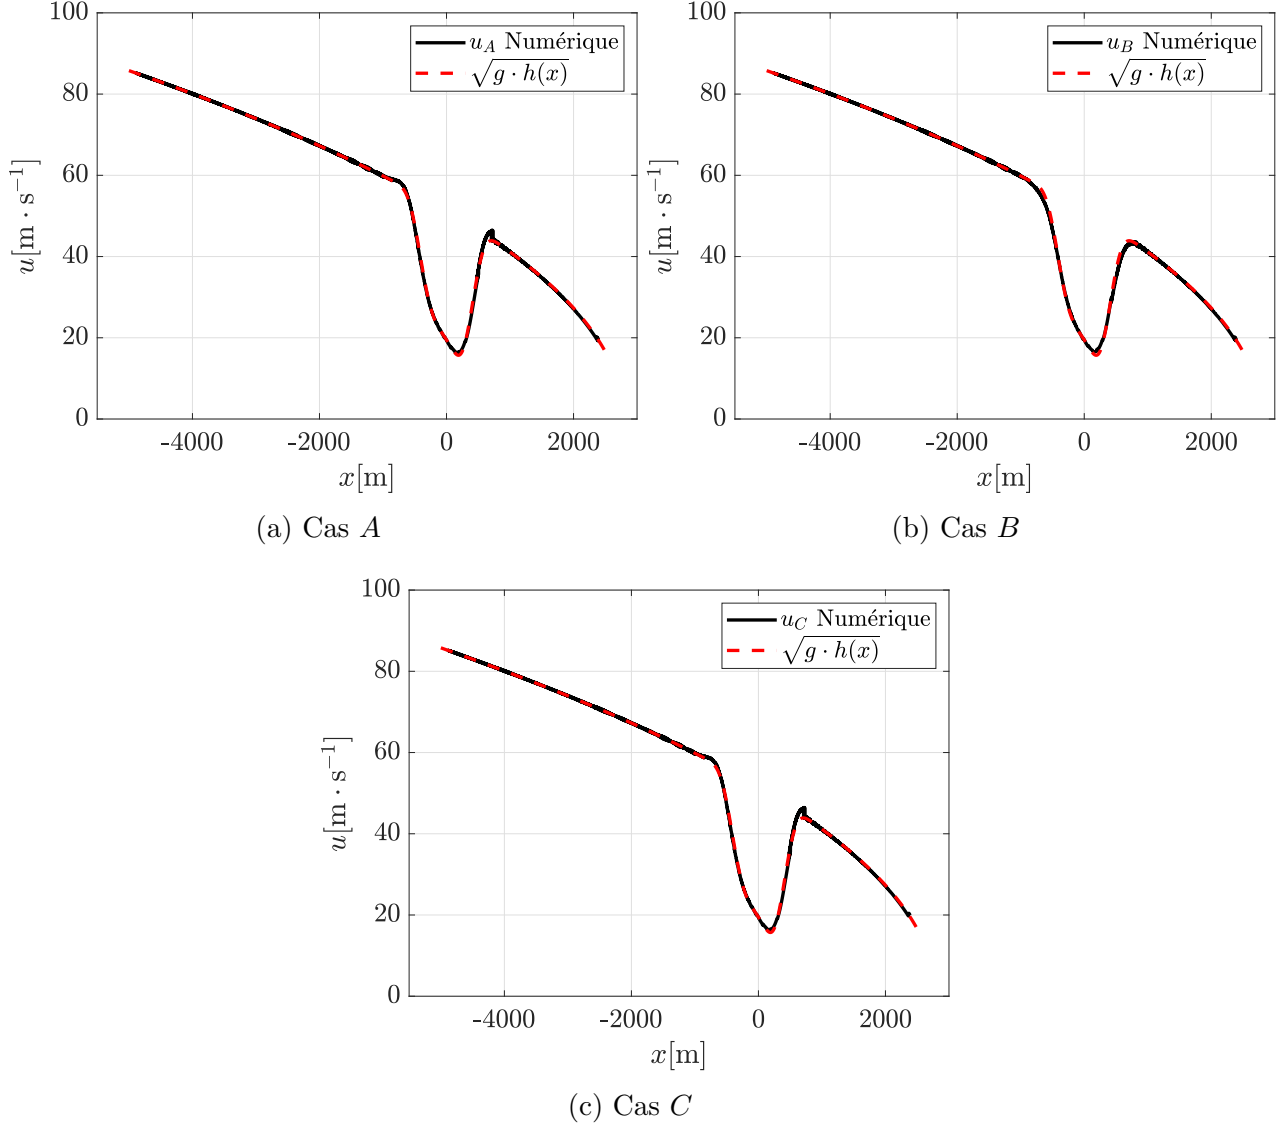 100
80
60
40
20
0
-4000 -2000 0 2000
x[m]
u[m · s⁻¹]
u_A Numérique
√(g · h(x))
(a) Cas A
100
80
60
40
20
0
-4000 -2000 0 2000
x[m]
u[m · s⁻¹]
u_B Numérique
√(g · h(x))
(b) Cas B
100
80
60
40
20
0
-4000 -2000 0 2000
x[m]
u[m · s⁻¹]
u_C Numérique
√(g · h(x))
(c) Cas C